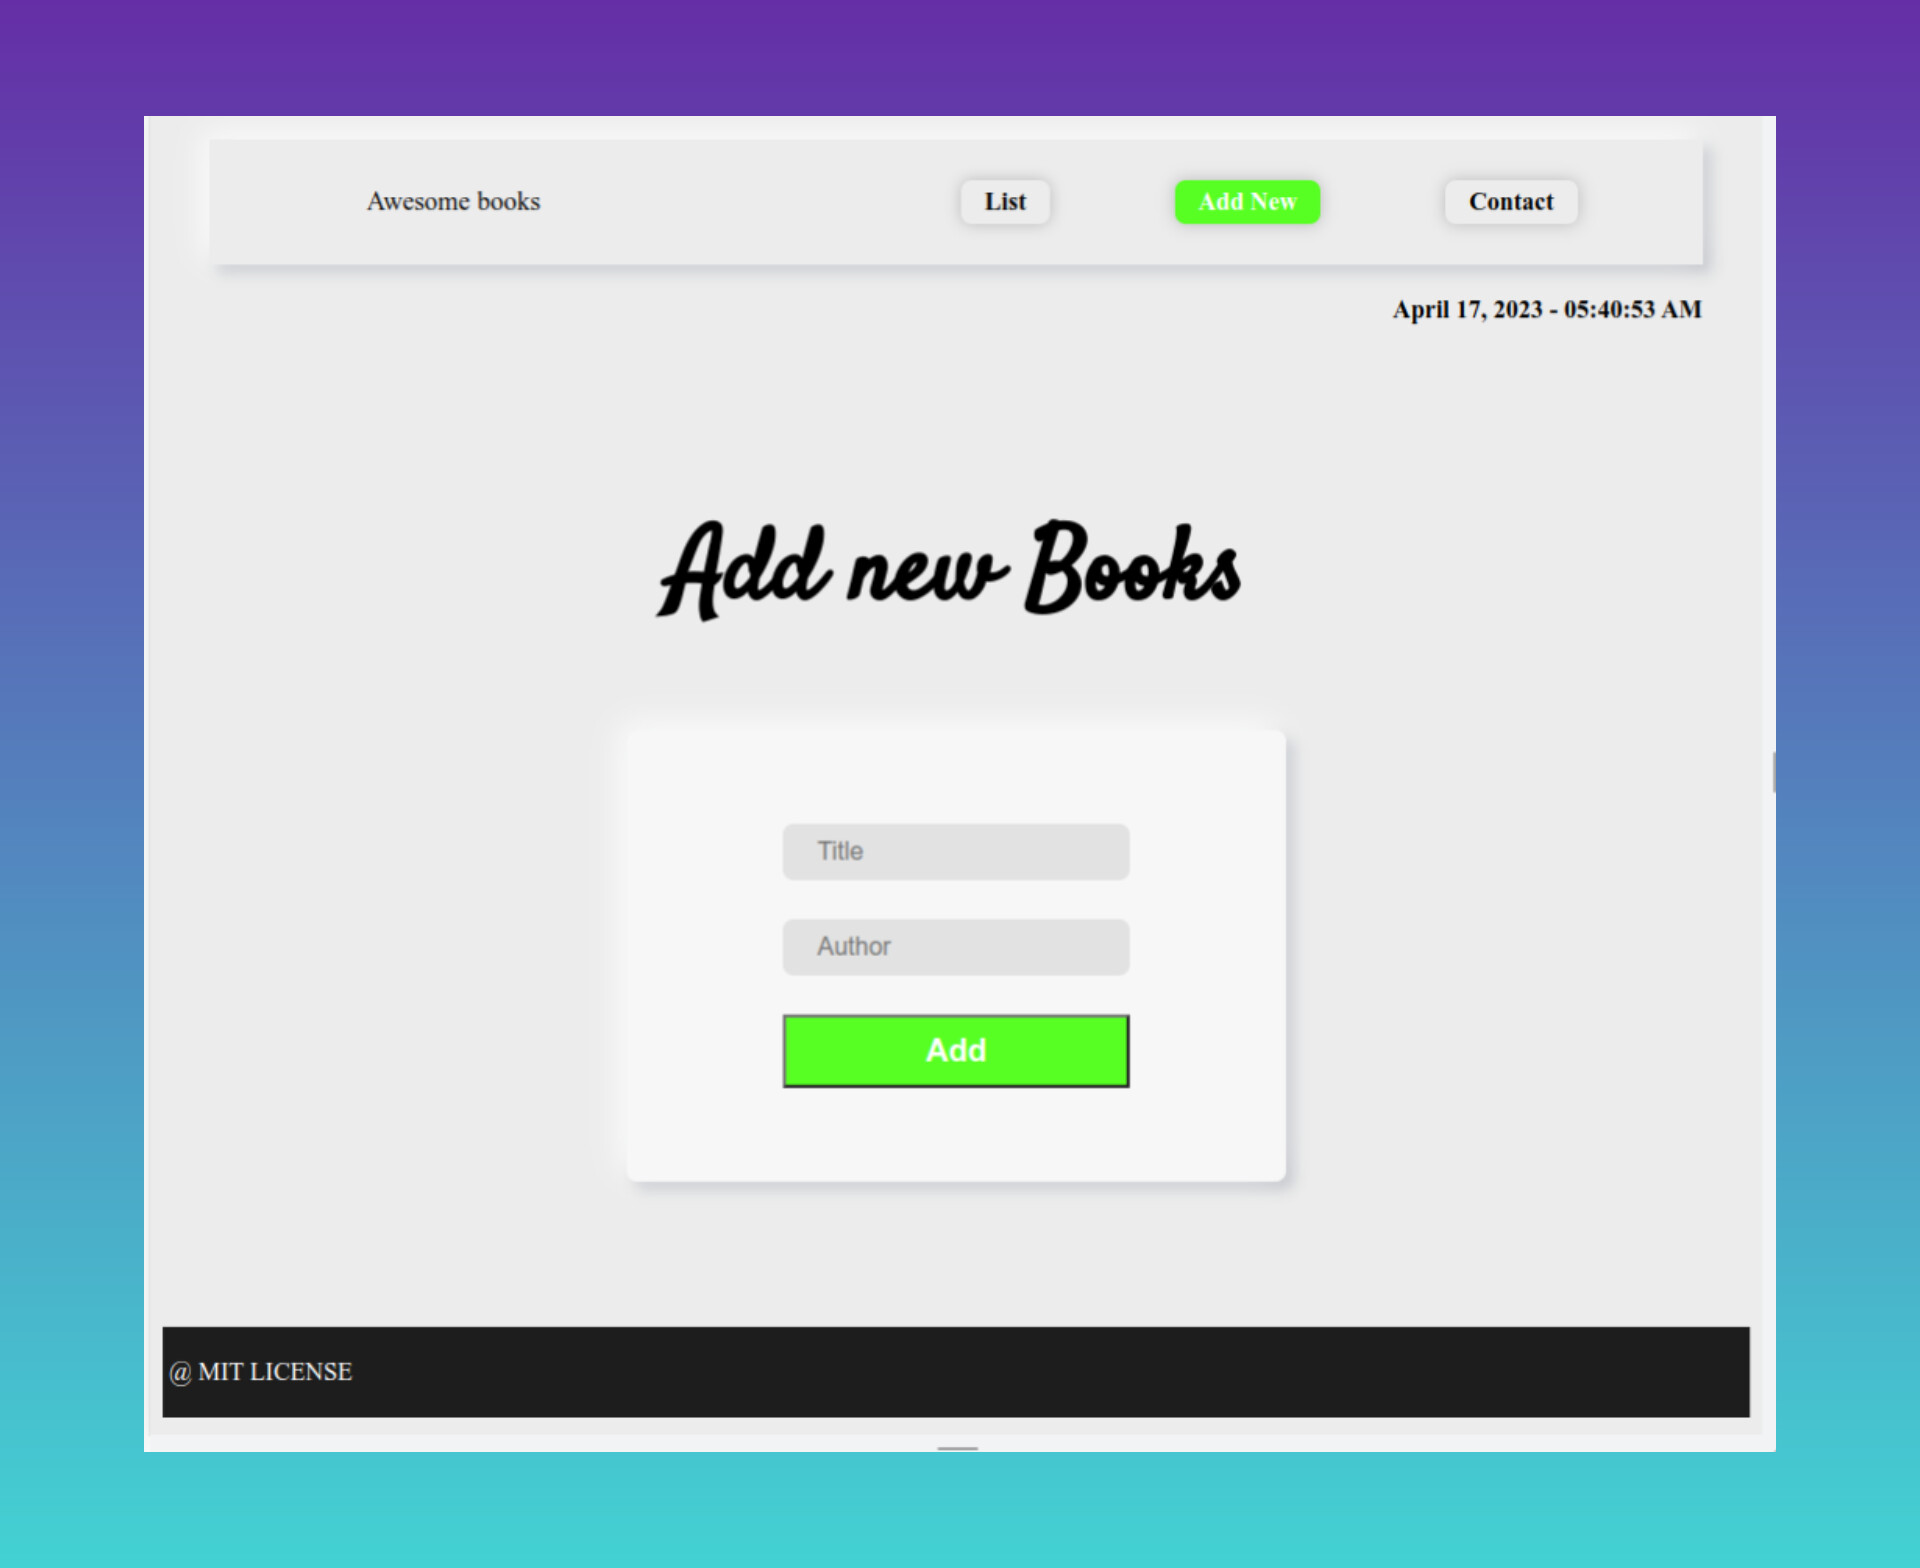 Awesome books List Add New Contact
April 17, 2023 - 05:40:53 AM
Add new Books
Title
Author
Add
@ MIT LICENSE